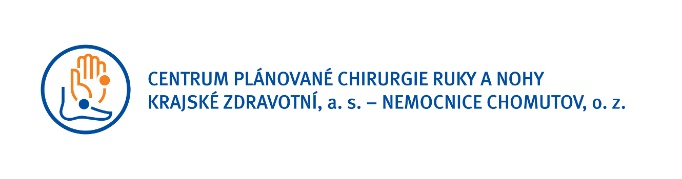 CENTRUM PLÁNOVANÉ CHIRURGIE RUKY A NOHY
KRAJSKÉ ZDRAVOTNÍ, a. s. – NEMOCNICE CHOMUTOV, o. z.